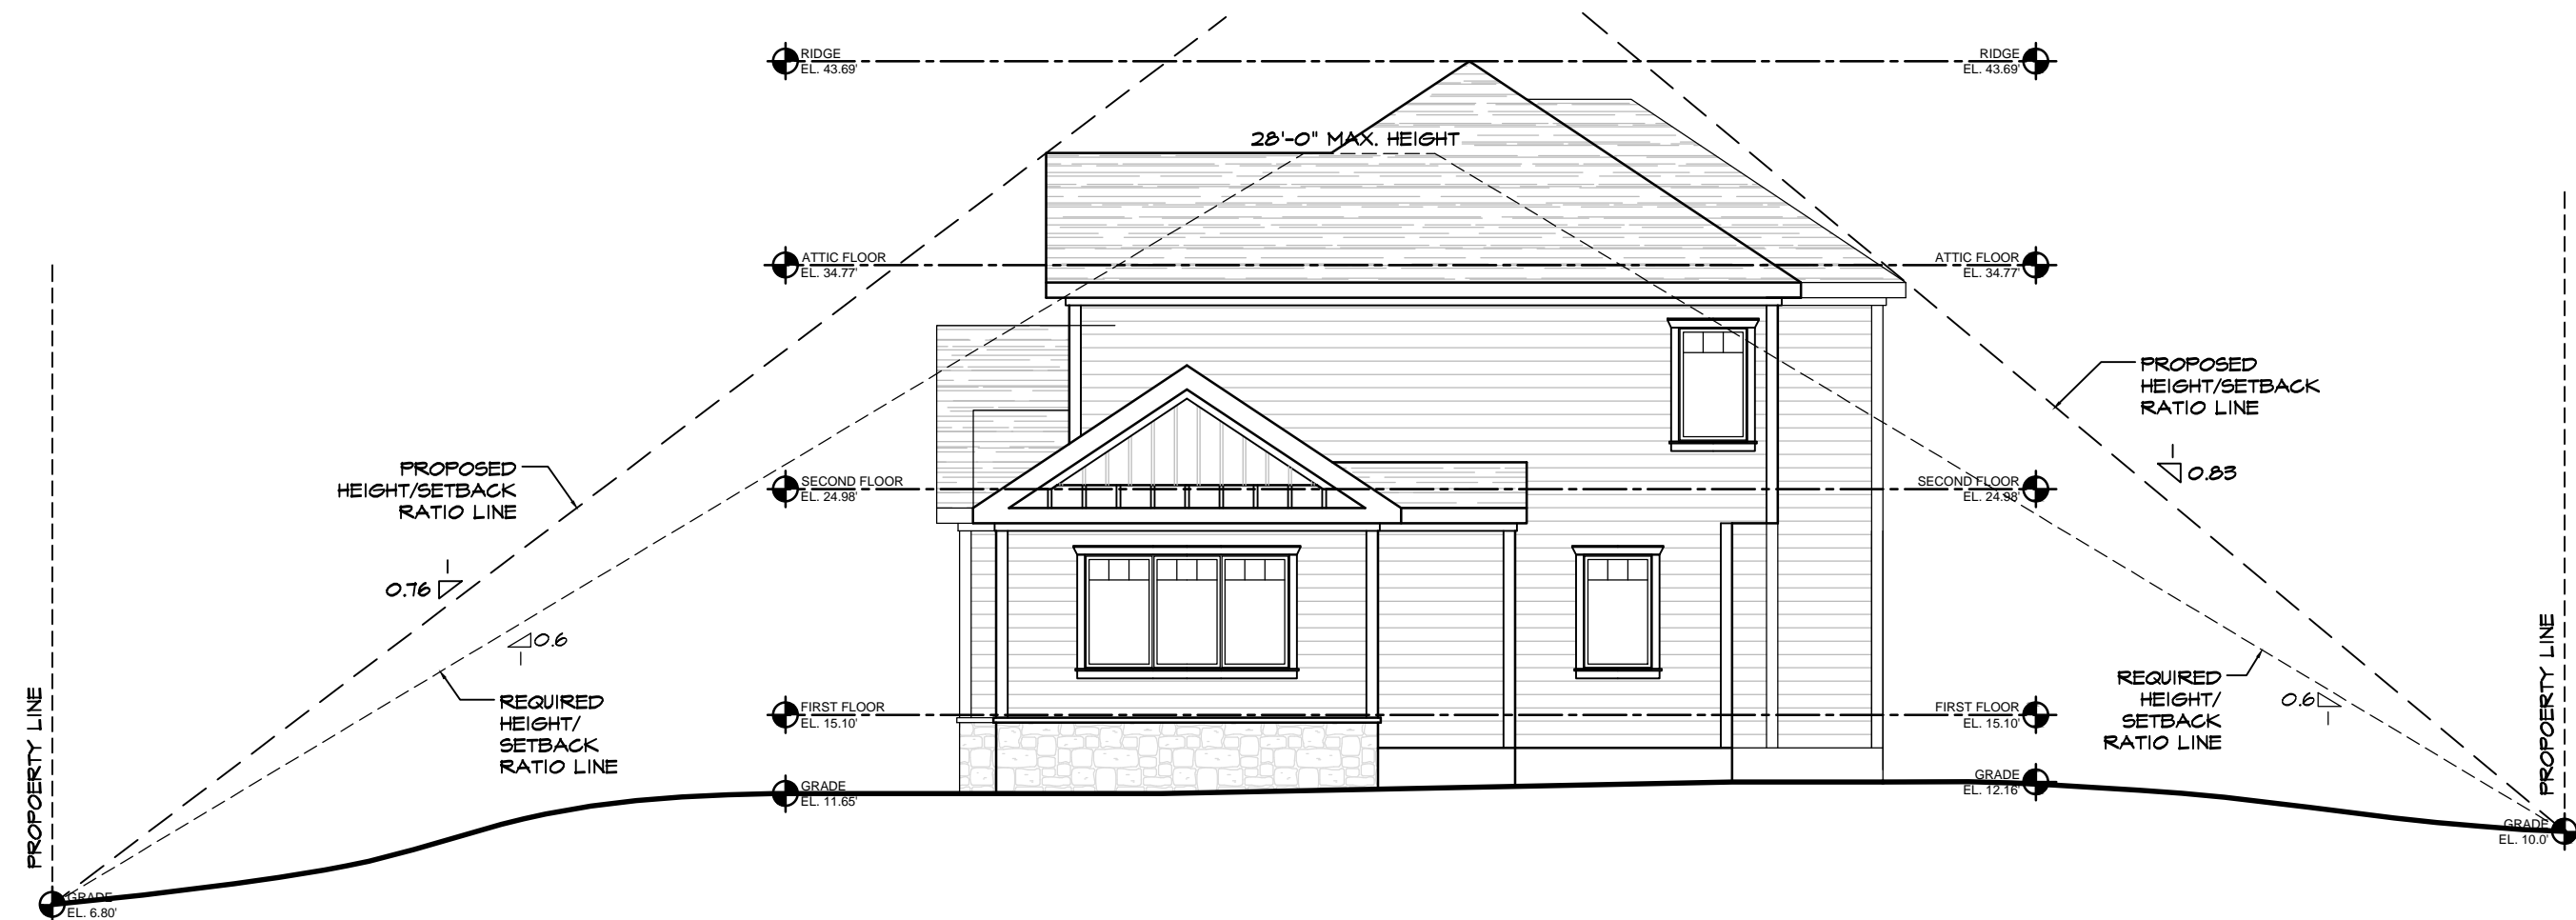 RIDGE
EL. 43.69'
RIDGE
EL. 43.69'
28'-0" MAX. HEIGHT
ATTIC FLOOR
EL. 34.77'
ATTIC FLOOR
EL. 34.77'
PROPOSED
HEIGHT/SETBACK
RATIO LINE
PROPOSED
HEIGHT/SETBACK
RATIO LINE
0.83
SECOND FLOOR
EL. 24.98'
SECOND FLOOR
EL. 24.98'
0.76
0.6
REQUIRED
HEIGHT/
SETBACK
RATIO LINE
REQUIRED
HEIGHT/
SETBACK
RATIO LINE
0.6
FIRST FLOOR
EL. 15.10'
FIRST FLOOR
EL. 15.10'
PROPOERTY LINE
PROPOERTY LINE
GRADE
EL. 11.65'
GRADE
EL. 12.16'
GRADE
EL. 10.0'
GRADE
EL. 6.80'